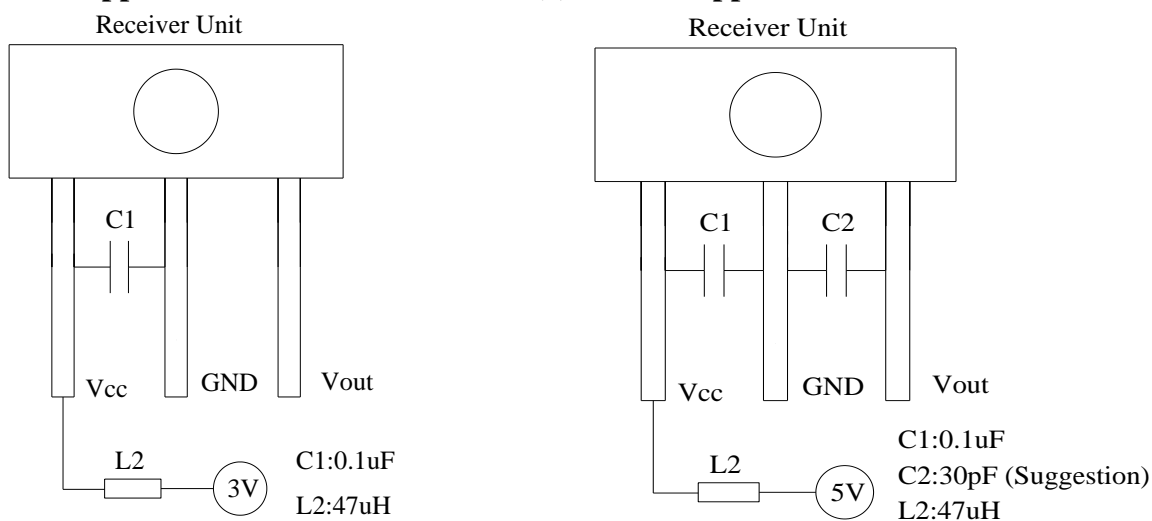 Receiver Unit
C1
Vcc
GND
Vout
L2
3V
C1:0.1uF
L2:47uH
Receiver Unit
C1
C2
Vcc
GND
Vout
L2
5V
C1:0.1uF
C2:30pF (Suggestion)
L2:47uH